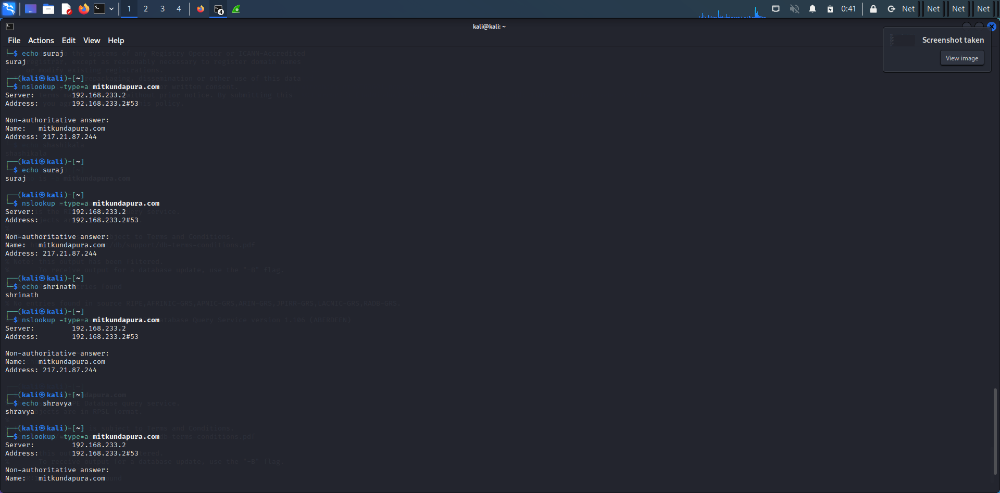 1 2 3 4 0:41 Net Net Net Net
kali@kali: ~
File Actions Edit View Help
Screenshot taken
View image
└─$ echo suraj
suraj
┌──(kali㉿kali)-[~]
└─$ nslookup -type=a mitkundapura.com
Server: 192.168.233.2
Address: 192.168.233.2#53
Non-authoritative answer:
Name: mitkundapura.com
Address: 217.21.87.244
┌──(kali㉿kali)-[~]
└─$ echo suraj
suraj
┌──(kali㉿kali)-[~]
└─$ nslookup -type=a mitkundapura.com
Server: 192.168.233.2
Address: 192.168.233.2#53
Non-authoritative answer:
Name: mitkundapura.com
Address: 217.21.87.244
┌──(kali㉿kali)-[~]
└─$ echo shrinath
shrinath
┌──(kali㉿kali)-[~]
└─$ nslookup -type=a mitkundapura.com
Server: 192.168.233.2
Address: 192.168.233.2#53
Non-authoritative answer:
Name: mitkundapura.com
Address: 217.21.87.244
┌──(kali㉿kali)-[~]
└─$ echo shravya
shravya
┌──(kali㉿kali)-[~]
└─$ nslookup -type=a mitkundapura.com
Server: 192.168.233.2
Address: 192.168.233.2#53
Non-authoritative answer:
Name: mitkundapura.com